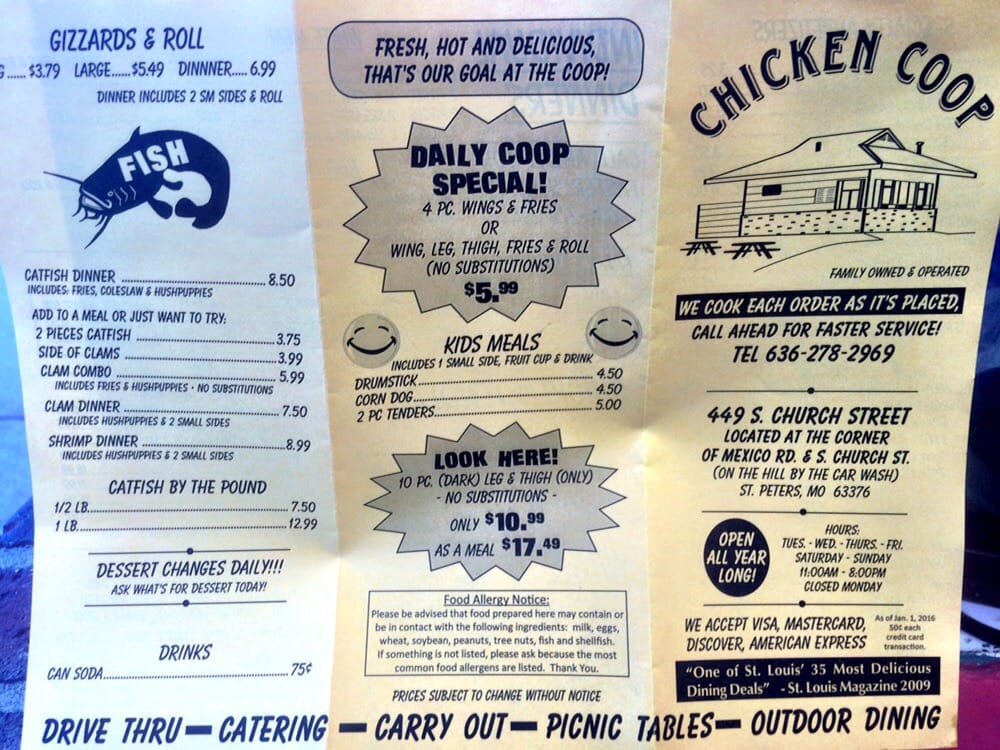 GIZZARDS & ROLL
..... $3.79 LARGE......$5.49 DINNNER..... 6.99
DINNER INCLUDES 2 SM SIDES & ROLL
FISH
CATFISH DINNER ........ 8.50
INCLUDES: FRIES, COLESLAW & HUSHPUPPIES
ADD TO A MEAL OR JUST WANT TO TRY:
2 PIECES CATFISH ........ 3.75
SIDE OF CLAMS ........ 3.99
CLAM COMBO ........ 5.99
INCLUDES FRIES & HUSHPUPPIES • NO SUBSTITUTIONS
CLAM DINNER ........ 7.50
INCLUDES HUSHPUPPIES & 2 SMALL SIDES
SHRIMP DINNER ........ 8.99
INCLUDES HUSHPUPPIES & 2 SMALL SIDES
CATFISH BY THE POUND
1/2 LB........ 7.50
1 LB........ 12.99
DESSERT CHANGES DAILY!!!
ASK WHAT'S FOR DESSERT TODAY!
DRINKS
CAN SODA........ 75¢
FRESH, HOT AND DELICIOUS,
THAT'S OUR GOAL AT THE COOP!
DAILY COOP
SPECIAL!
4 PC. WINGS & FRIES
OR
WING, LEG, THIGH, FRIES & ROLL
(NO SUBSTITUTIONS)
$5.99
KIDS MEALS
INCLUDES 1 SMALL SIDE, FRUIT CUP & DRINK
DRUMSTICK........ 4.50
CORN DOG........ 4.50
2 PC TENDERS........ 5.00
LOOK HERE!
10 PC. (DARK) LEG & THIGH (ONLY)
- NO SUBSTITUTIONS -
ONLY $10.99
AS A MEAL $17.49
Food Allergy Notice:
Please be advised that food prepared here may contain or
be in contact with the following ingredients: milk, eggs,
wheat, soybean, peanuts, tree nuts, fish and shellfish.
If something is not listed, please ask because the most
common food allergens are listed. Thank You.
PRICES SUBJECT TO CHANGE WITHOUT NOTICE
CHICKEN COOP
FAMILY OWNED & OPERATED
WE COOK EACH ORDER AS IT'S PLACED,
CALL AHEAD FOR FASTER SERVICE!
TEL 636-278-2969
449 S. CHURCH STREET
LOCATED AT THE CORNER
OF MEXICO RD. & S. CHURCH ST.
(ON THE HILL BY THE CAR WASH)
ST. PETERS, MO 63376
OPEN
ALL YEAR
LONG!
HOURS:
TUES. - WED. - THURS. - FRI.
SATURDAY - SUNDAY
11:00AM - 8:00PM
CLOSED MONDAY
WE ACCEPT VISA, MASTERCARD,
DISCOVER, AMERICAN EXPRESS
As of Jan. 1, 2016
50¢ each
credit card
transaction.
"One of St. Louis' 35 Most Delicious
Dining Deals" - St. Louis Magazine 2009
DRIVE THRU — CATERING — CARRY OUT — PICNIC TABLES — OUTDOOR DINING